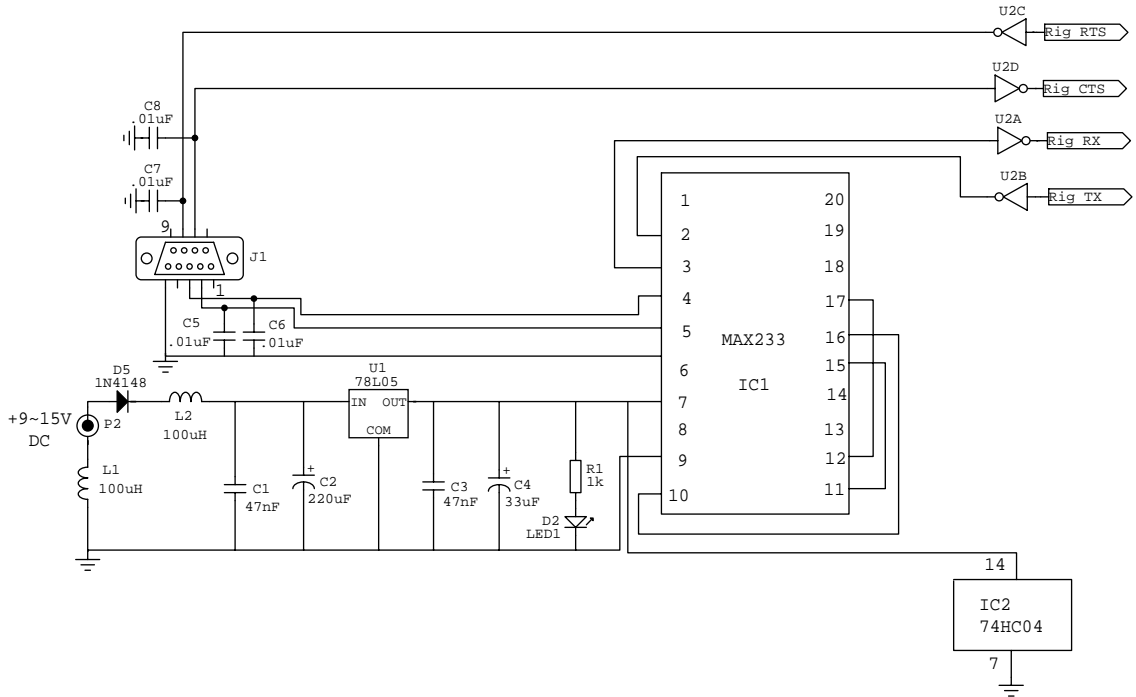 U2C
Rig RTS
U2D
Rig CTS
C8
.01uF
U2A
Rig RX
C7
.01uF
U2B
Rig TX
9
J1
1
1
20
2
19
3
18
4
17
5
16
6
15
7
14
8
13
9
12
10
11
MAX233
IC1
C5
.01uF
C6
.01uF
D5
1N4148
U1
78L05
IN OUT
COM
+9~15V
DC
P2
L2
100uH
L1
100uH
C1
47nF
C2
+
220uF
C3
47nF
C4
+
33uF
R1
1k
D2
LED1
14
IC2
74HC04
7